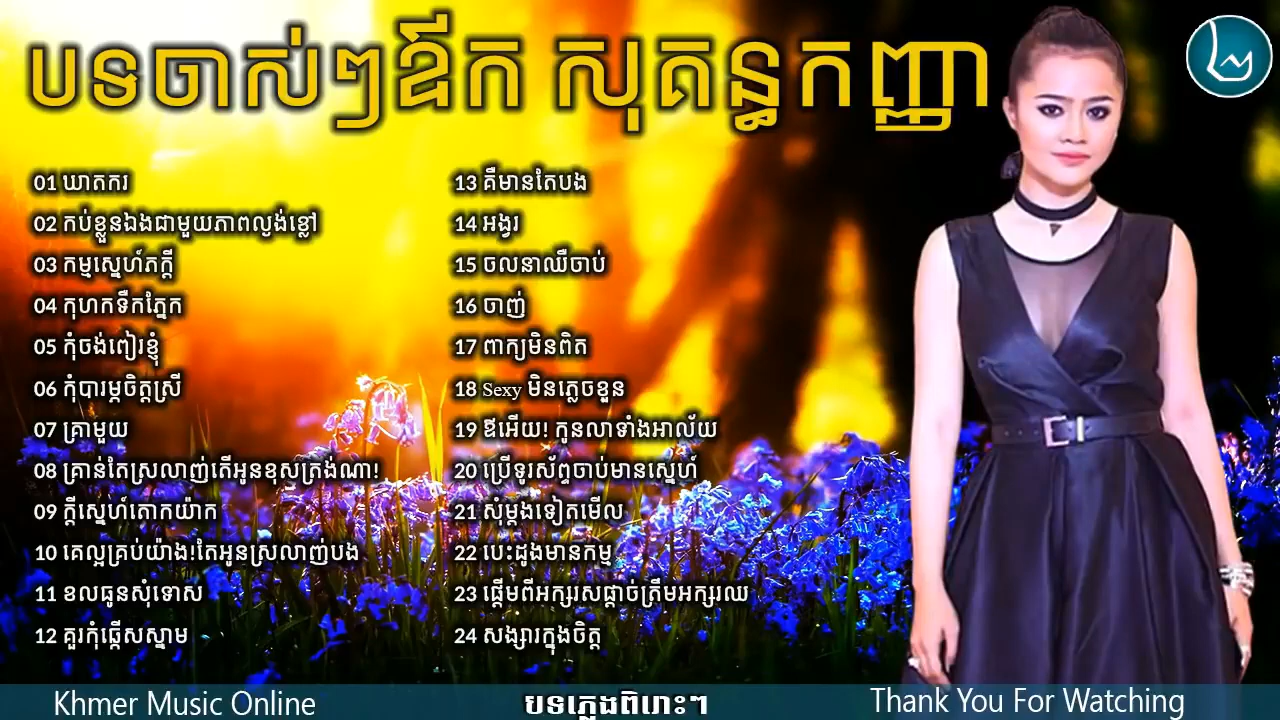 បទចាស់ៗឪីក សុគន្ធកញ្ញា
01 ឃាតករ
02 កប់ខ្លួនឯងជាមួយភាពល្ងង់ខ្លៅ
03 កម្មស្នេហ៍តក្តី
04 កុហកទឹកភ្នែក
05 កុំចង់ពៀរខ្ញុំ
06 កុំបារម្ភចិត្តស្រី
07 គ្រាមួយ
08 គ្រាន់តែស្រលាញ់តើអូនខុសត្រង់ណា!
09 ក្តីស្នេហ៍តោកយ៉ាក
10 គេល្អគ្រប់យ៉ាង!តែអូនស្រលាញ់បង
11 ខលធូនសុំទោស
12 គួរកុំឆ្កើសស្នាម
13 គឺមានតែបង
14 អង្វរ
15 ចលនាឈឺចាប់
16 ចាញ់
17 ពាក្យមិនពិត
18 Sexy មិនភ្លេចខ្លួន
19 ឪអើយ! កូនលាទាំងអាល័យ
20 ប្រើទូរស័ព្ទចាប់មានស្នេហ៍
21 សុំម្តងទៀតមើល
22 បេះដូងមានកម្ម
23 ផ្តើមពីអក្សរសផ្តាច់ត្រឹមអក្សរឈ
24 សង្សារក្នុងចិត្ត
Khmer Music Online
បទភ្លេងពិរោះៗ
Thank You For Watching